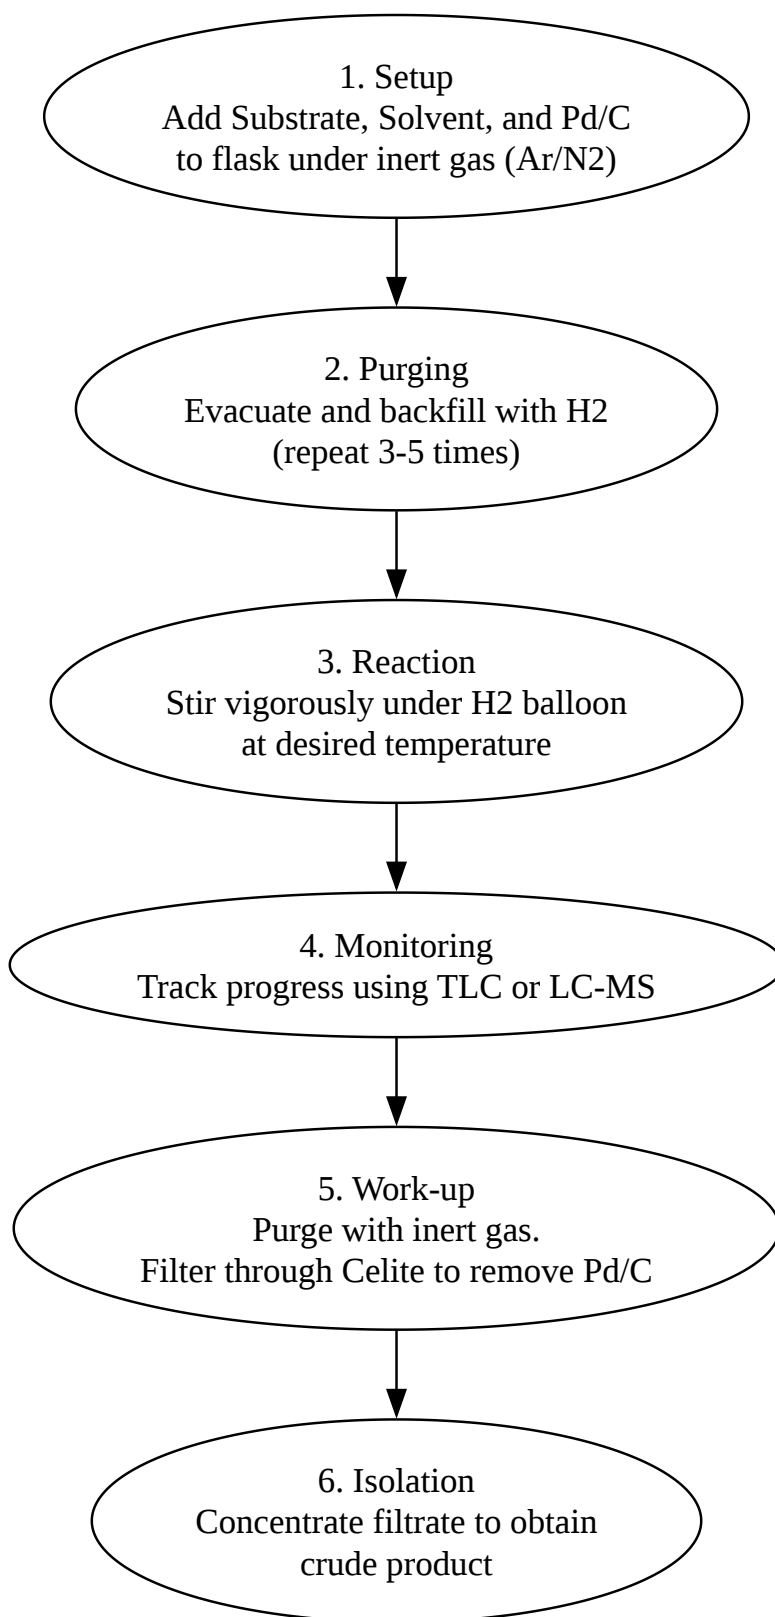 1. Setup
Add Substrate, Solvent, and Pd/C
to flask under inert gas (Ar/N2)
2. Purging
Evacuate and backfill with H2
(repeat 3-5 times)
3. Reaction
Stir vigorously under H2 balloon
at desired temperature
4. Monitoring
Track progress using TLC or LC-MS
5. Work-up
Purge with inert gas.
Filter through Celite to remove Pd/C
6. Isolation
Concentrate filtrate to obtain
crude product